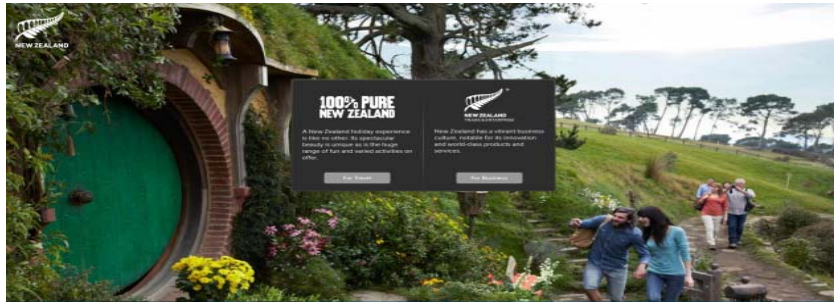 NEW ZEALAND
100% PURE
NEW ZEALAND
A New Zealand holiday experience
is like no other. Its spectacular
beauty is unique as is the huge
range of fun and varied activities on
offer.
For Travel
NEW ZEALAND
TRADE & ENTERPRISE
New Zealand has a vibrant business
culture, notable for its innovation
and world-class products and
services.
For Business